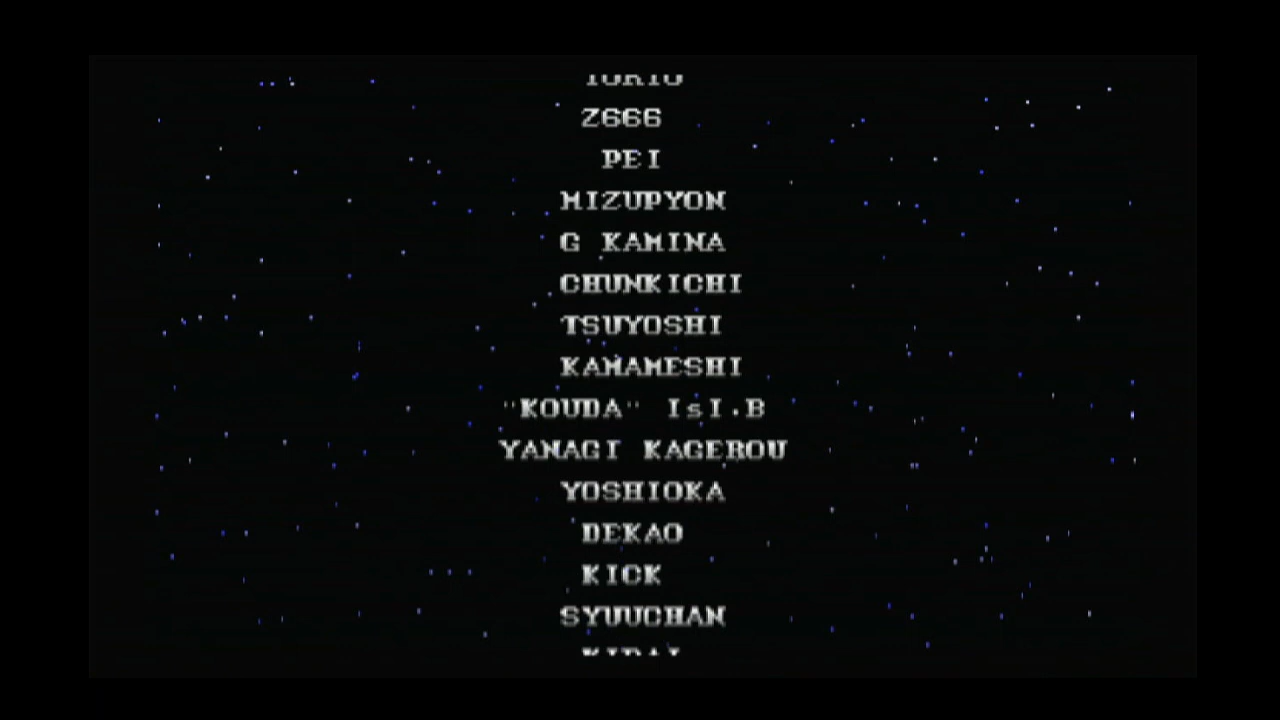 Z666
PEI
MIZUPYON
G KAMINA
CHUNKICHI
TSUYOSHI
KAMAMESHI
"KOUDA" IsI.B
YANAGI KAGEROU
YOSHIOKA
DEKAO
KICK
SYUUCHAN